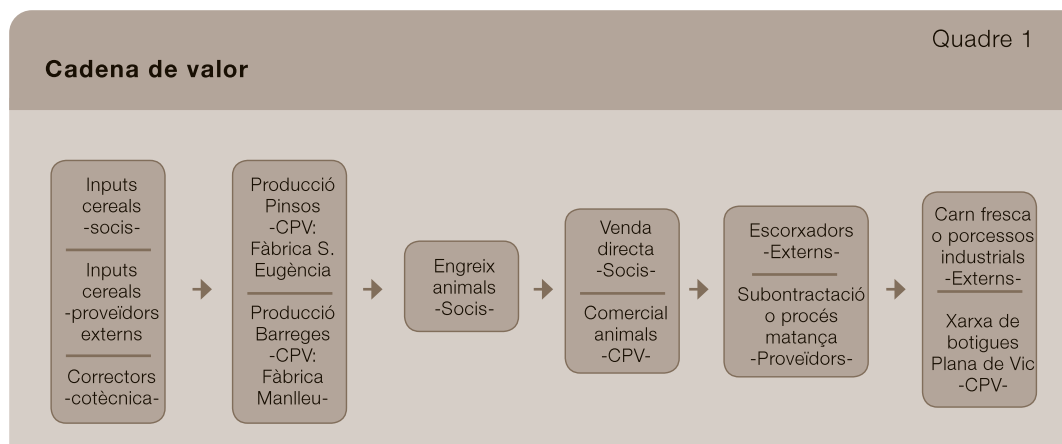 Quadre 1
Cadena de valor
Inputs
cereals
-socis-
Inputs
cereals
-proveïdors
externs
Correctors
-cotècnica-
Producció
Pinsos
-CPV:
Fàbrica S.
Eugència
Producció
Barreges
-CPV:
Fàbrica
Manlleu-
Engreix
animals
-Socis-
Venda
directa
-Socis-
Comercial
animals
-CPV-
Escorxadors
-Externs-
Subontractació
o procés
matança
-Proveïdors-
Carn fresca
o porcessos
industrials
-Externs-
Xarxa de
botigues
Plana de Vic
-CPV-